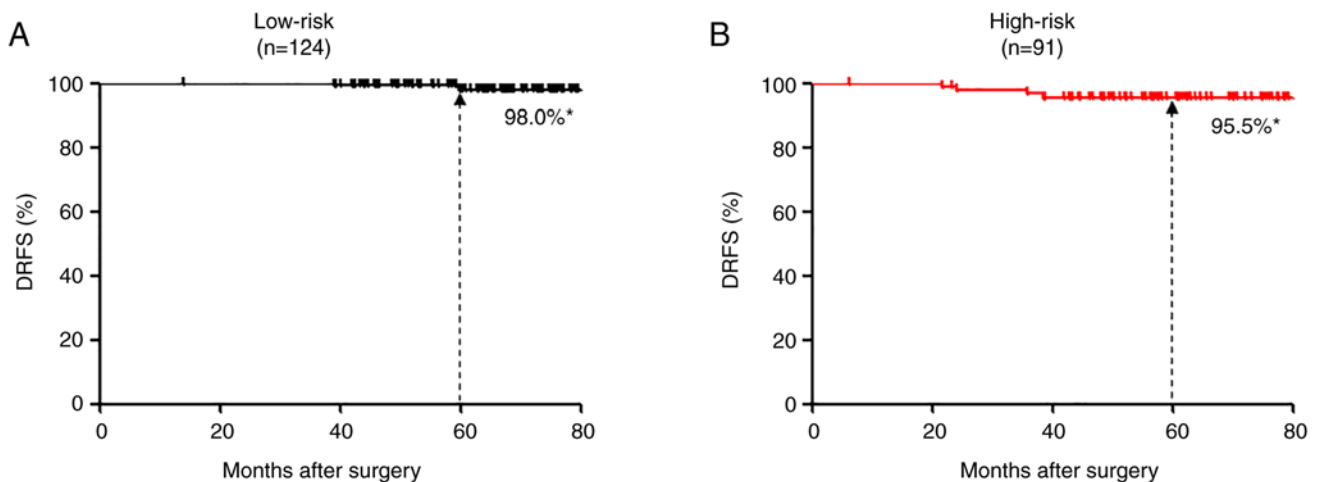 A
Low-risk
(n=124)
100
80
60
40
20
0
DRFS (%)
98.0%*
0 20 40 60 80
Months after surgery
B
High-risk
(n=91)
100
80
60
40
20
0
DRFS (%)
95.5%*
0 20 40 60 80
Months after surgery